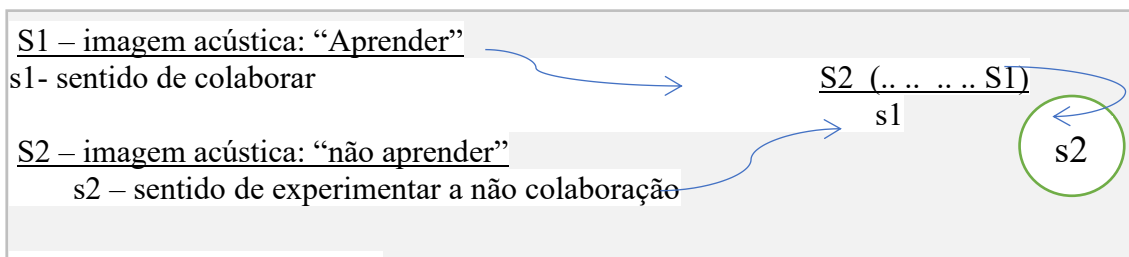 S1 – imagem acústica: “Aprender”
s1- sentido de colaborar
S2 (.. .. .. .. S1)
s1
S2 – imagem acústica: “não aprender”
s2
s2 – sentido de experimentar a não colaboração